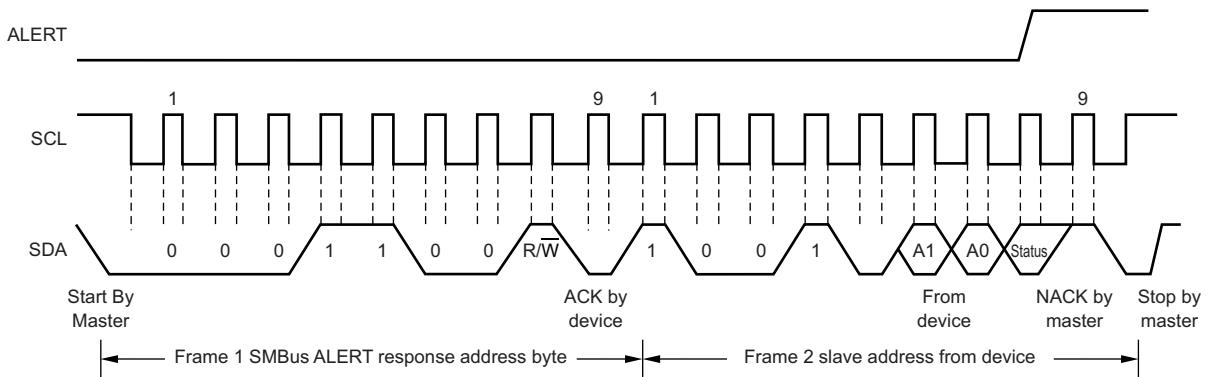 ALERT
1 9 1 9
SCL
SDA
0 0 0 1 1 0 0 R/W 1 0 0 1 A1 A0 Status
Start By
Master
ACK by
device
From
device
NACK by
master
Stop by
master
Frame 1 SMBus ALERT response address byte
Frame 2 slave address from device